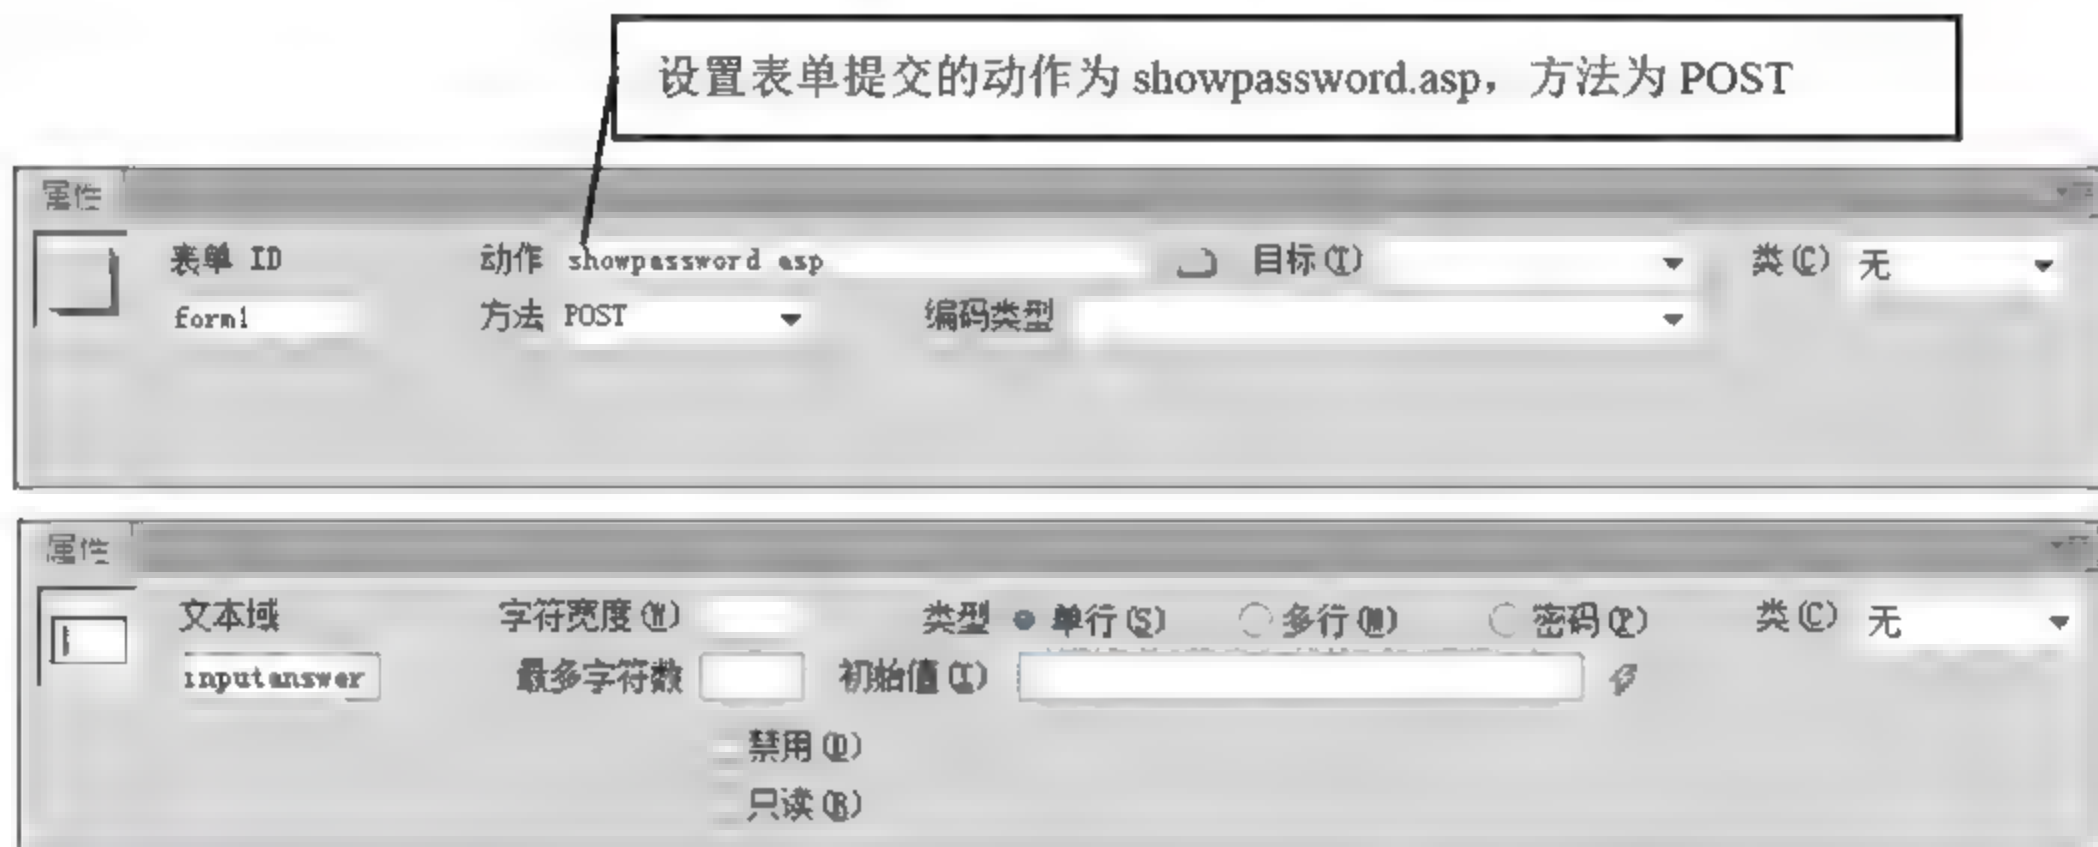 设置表单提交的动作为 showpassword.asp，方法为 POST
属性
表单 ID 动作 showpassword asp 目标(T) 类(C) 无
form1 方法 POST 编码类型
属性
文本域 字符宽度(W) 类型 单行(S) 多行(M) 密码(P) 类(C) 无
inputanswer 最多字符数 初始值(I)
禁用(D)
只读(R)